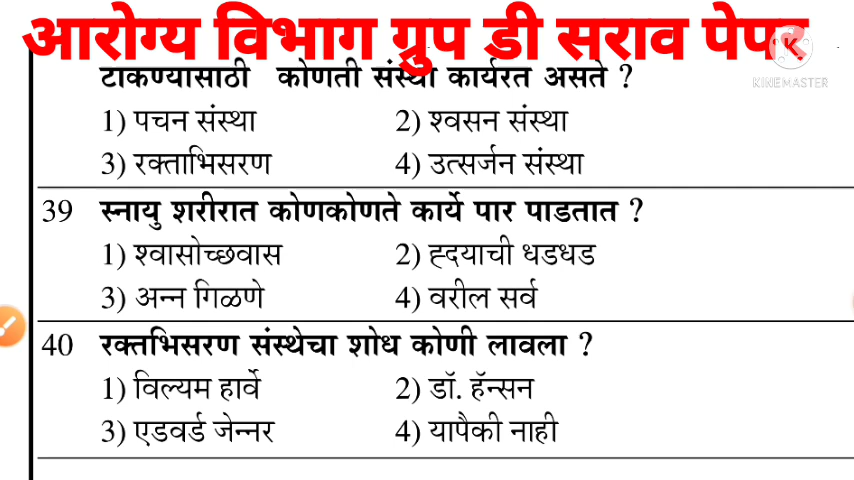 आरोग्य विभाग ग्रुप डी सराव पेपर
K
KINEMASTER
टाकण्यासाठी कोणती संस्था कार्यरत असते ?
1) पचन संस्था 2) श्वसन संस्था
3) रक्ताभिसरण 4) उत्सर्जन संस्था
39 स्नायु शरीरात कोणकोणते कार्ये पार पाडतात ?
1) श्वासोच्छवास 2) ह्दयाची धडधड
3) अन्न गिळणे 4) वरील सर्व
40 रक्तभिसरण संस्थेचा शोध कोणी लावला ?
1) विल्यम हार्वे 2) डॉ. हॅन्सन
3) एडवर्ड जेन्नर 4) यापैकी नाही